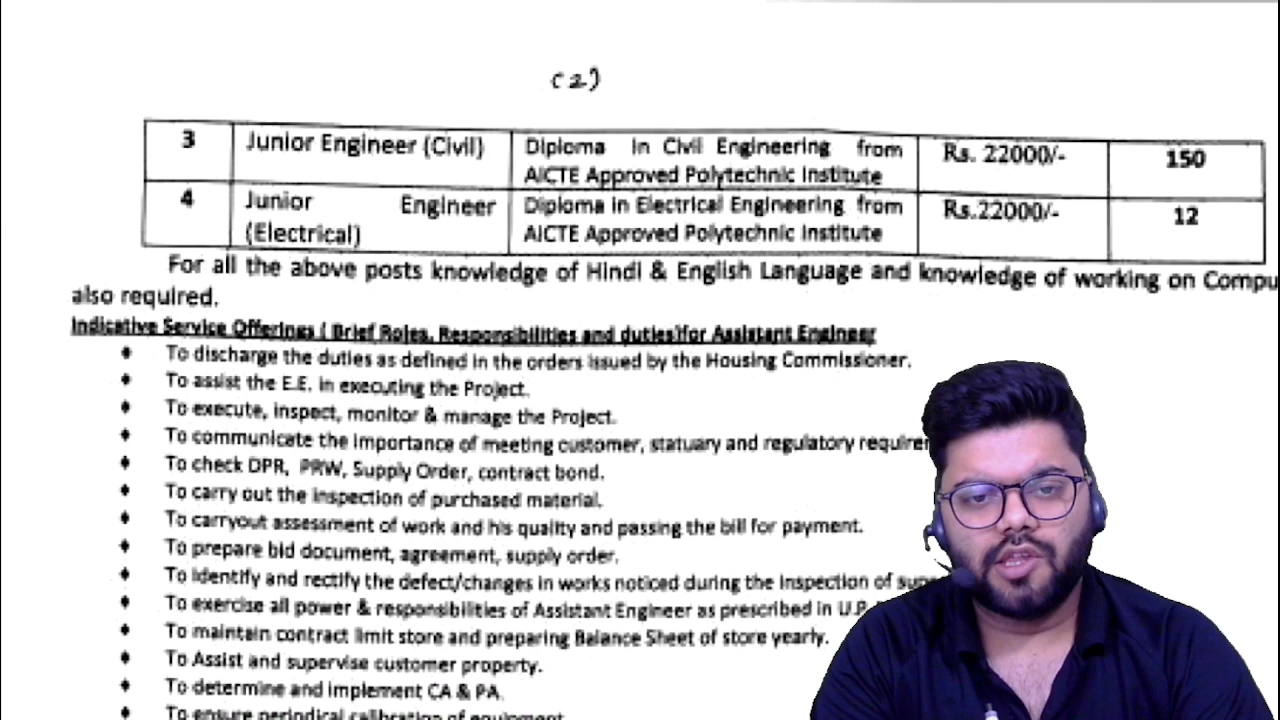 (2)
3 Junior Engineer (Civil) Diploma in Civil Engineering from AICTE Approved Polytechnic Institute Rs. 22000/- 150
4 Junior Engineer (Electrical) Diploma in Electrical Engineering from AICTE Approved Polytechnic Institute Rs.22000/- 12
For all the above posts knowledge of Hindi & English Language and knowledge of working on Compu
also required.
Indicative Service Offerings ( Brief Roles, Responsibilities and duties)for Assistant Engineer
♦ To discharge the duties as defined in the orders issued by the Housing Commissioner.
♦ To assist the E.E. in executing the Project.
♦ To execute, inspect, monitor & manage the Project.
♦ To communicate the importance of meeting customer, statuary and regulatory requirem
♦ To check DPR, PRW, Supply Order, contract bond.
♦ To carry out the inspection of purchased material.
♦ To carryout assessment of work and his quality and passing the bill for payment.
♦ To prepare bid document, agreement, supply order.
♦ To identify and rectify the defect/changes in works noticed during the inspection of
♦ To exercise all power & responsibilities of Assistant Engineer as prescribed in U.P.
♦ To maintain contract limit store and preparing Balance Sheet of store yearly.
♦ To Assist and supervise customer property.
♦ To determine and implement CA & PA.
♦ To ensure periodical calibration of equipment.